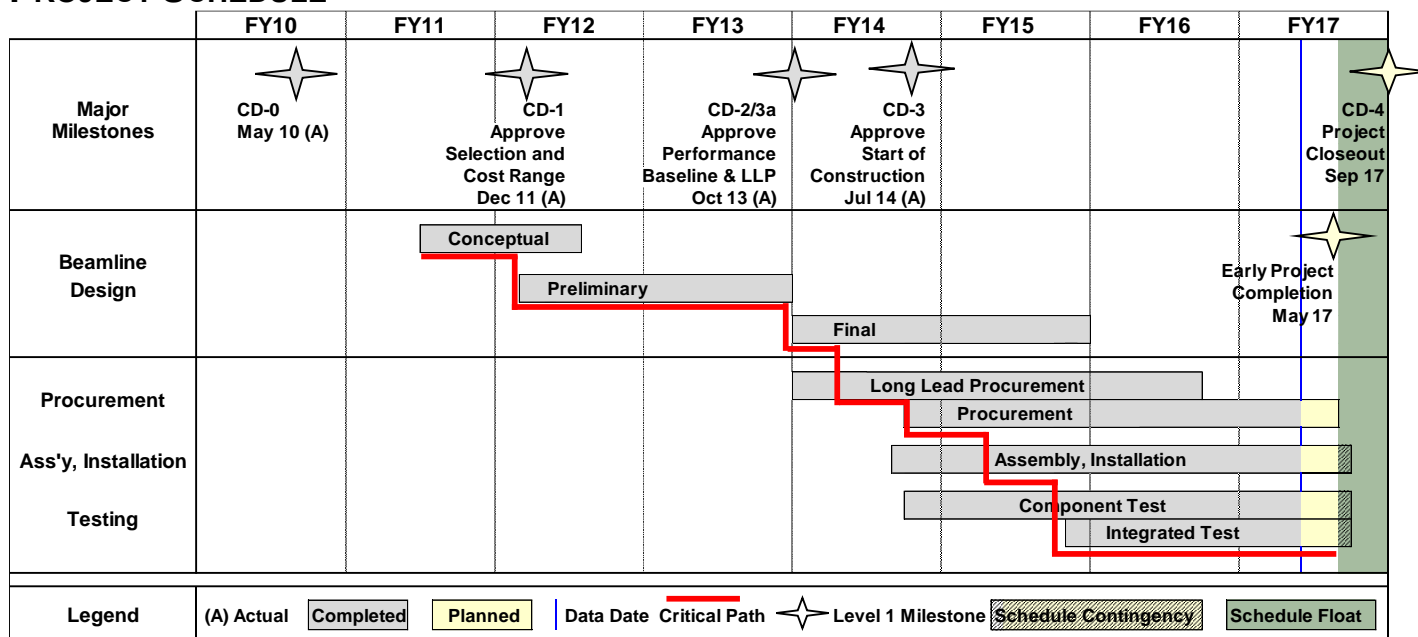 PROJECT SCHEDULE
FY10 FY11 FY12 FY13 FY14 FY15 FY16 FY17
Major
Milestones
CD-0
May 10 (A)
CD-1
Approve
Selection and
Cost Range
Dec 11 (A)
CD-2/3a
Approve
Performance
Baseline & LLP
Oct 13 (A)
CD-3
Approve
Start of
Construction
Jul 14 (A)
CD-4
Project
Closeout
Sep 17
Beamline
Design
Conceptual
Preliminary
Final
Early Project
Completion
May 17
Procurement
Long Lead Procurement
Procurement
Ass'y, Installation
Assembly, Installation
Testing
Component Test
Integrated Test
Legend (A) Actual Completed Planned Data Date Critical Path Level 1 Milestone Schedule Contingency Schedule Float